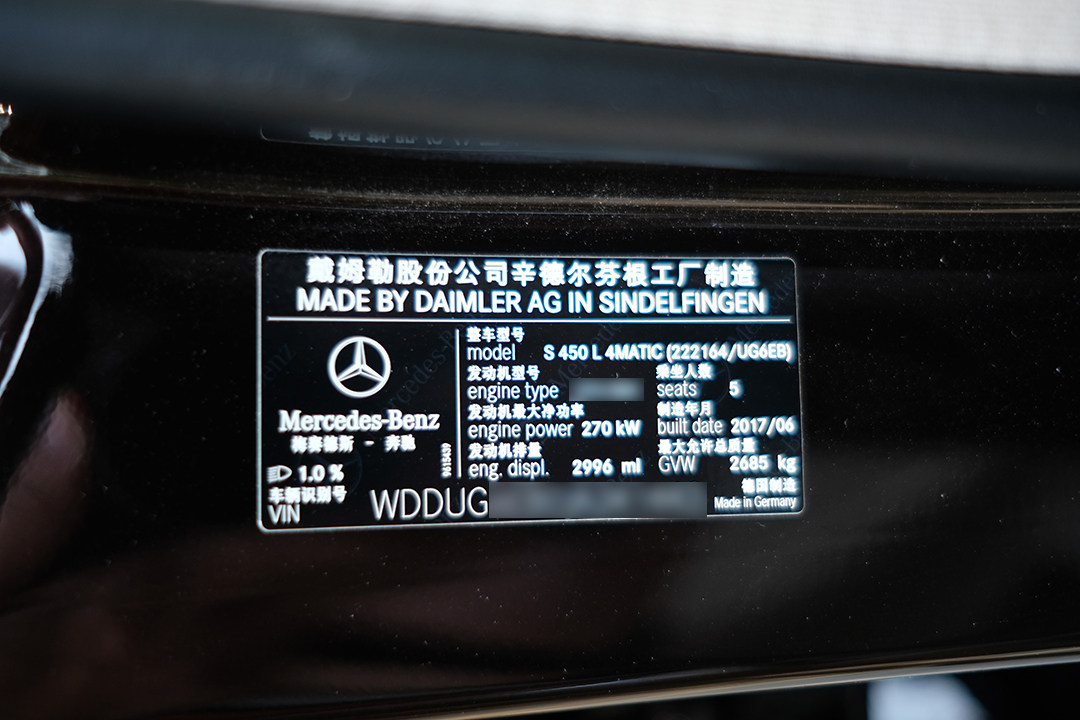 戴姆勒股份公司辛德尔芬根工厂制造
MADE BY DAIMLER AG IN SINDELFINGEN
Mercedes-Benz
梅赛德斯 - 奔驰
1.0 %
车辆识别号
VIN WDDUG
9615439
整车型号
model S 450 L 4MATIC (222164/UG6EB)
发动机型号 乘坐人数
engine type seats 5
发动机最大净功率 制造年月
engine power 270 kW built date 2017/06
发动机排量 最大允许总质量
eng. displ. 2996 ml GVW 2685 kg
德国制造
Made in Germany